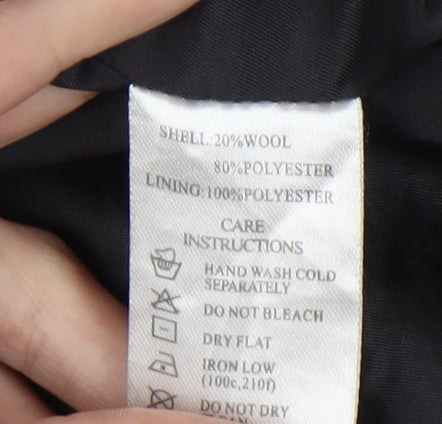 SHELL:20%WOOL
80%POLYESTER
LINING:100%POLYESTER
CARE
INSTRUCTIONS
HAND WASH COLD
SEPARATELY
DO NOT BLEACH
DRY FLAT
IRON LOW
(100c,210f)
DO NOT DRY